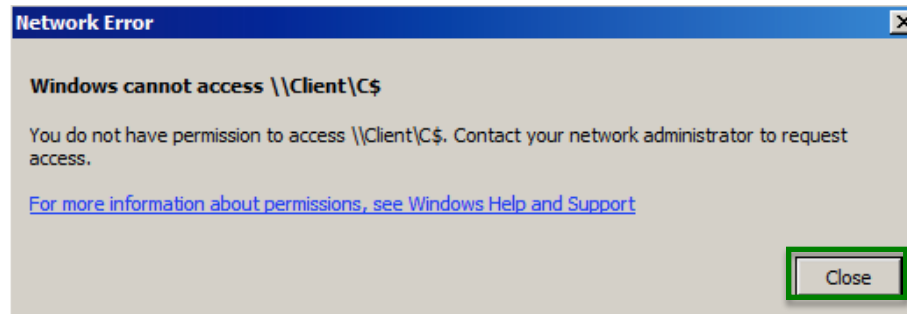 Network Error
Windows cannot access \\Client\C$
You do not have permission to access \\Client\C$. Contact your network administrator to request
access.
For more information about permissions, see Windows Help and Support
Close